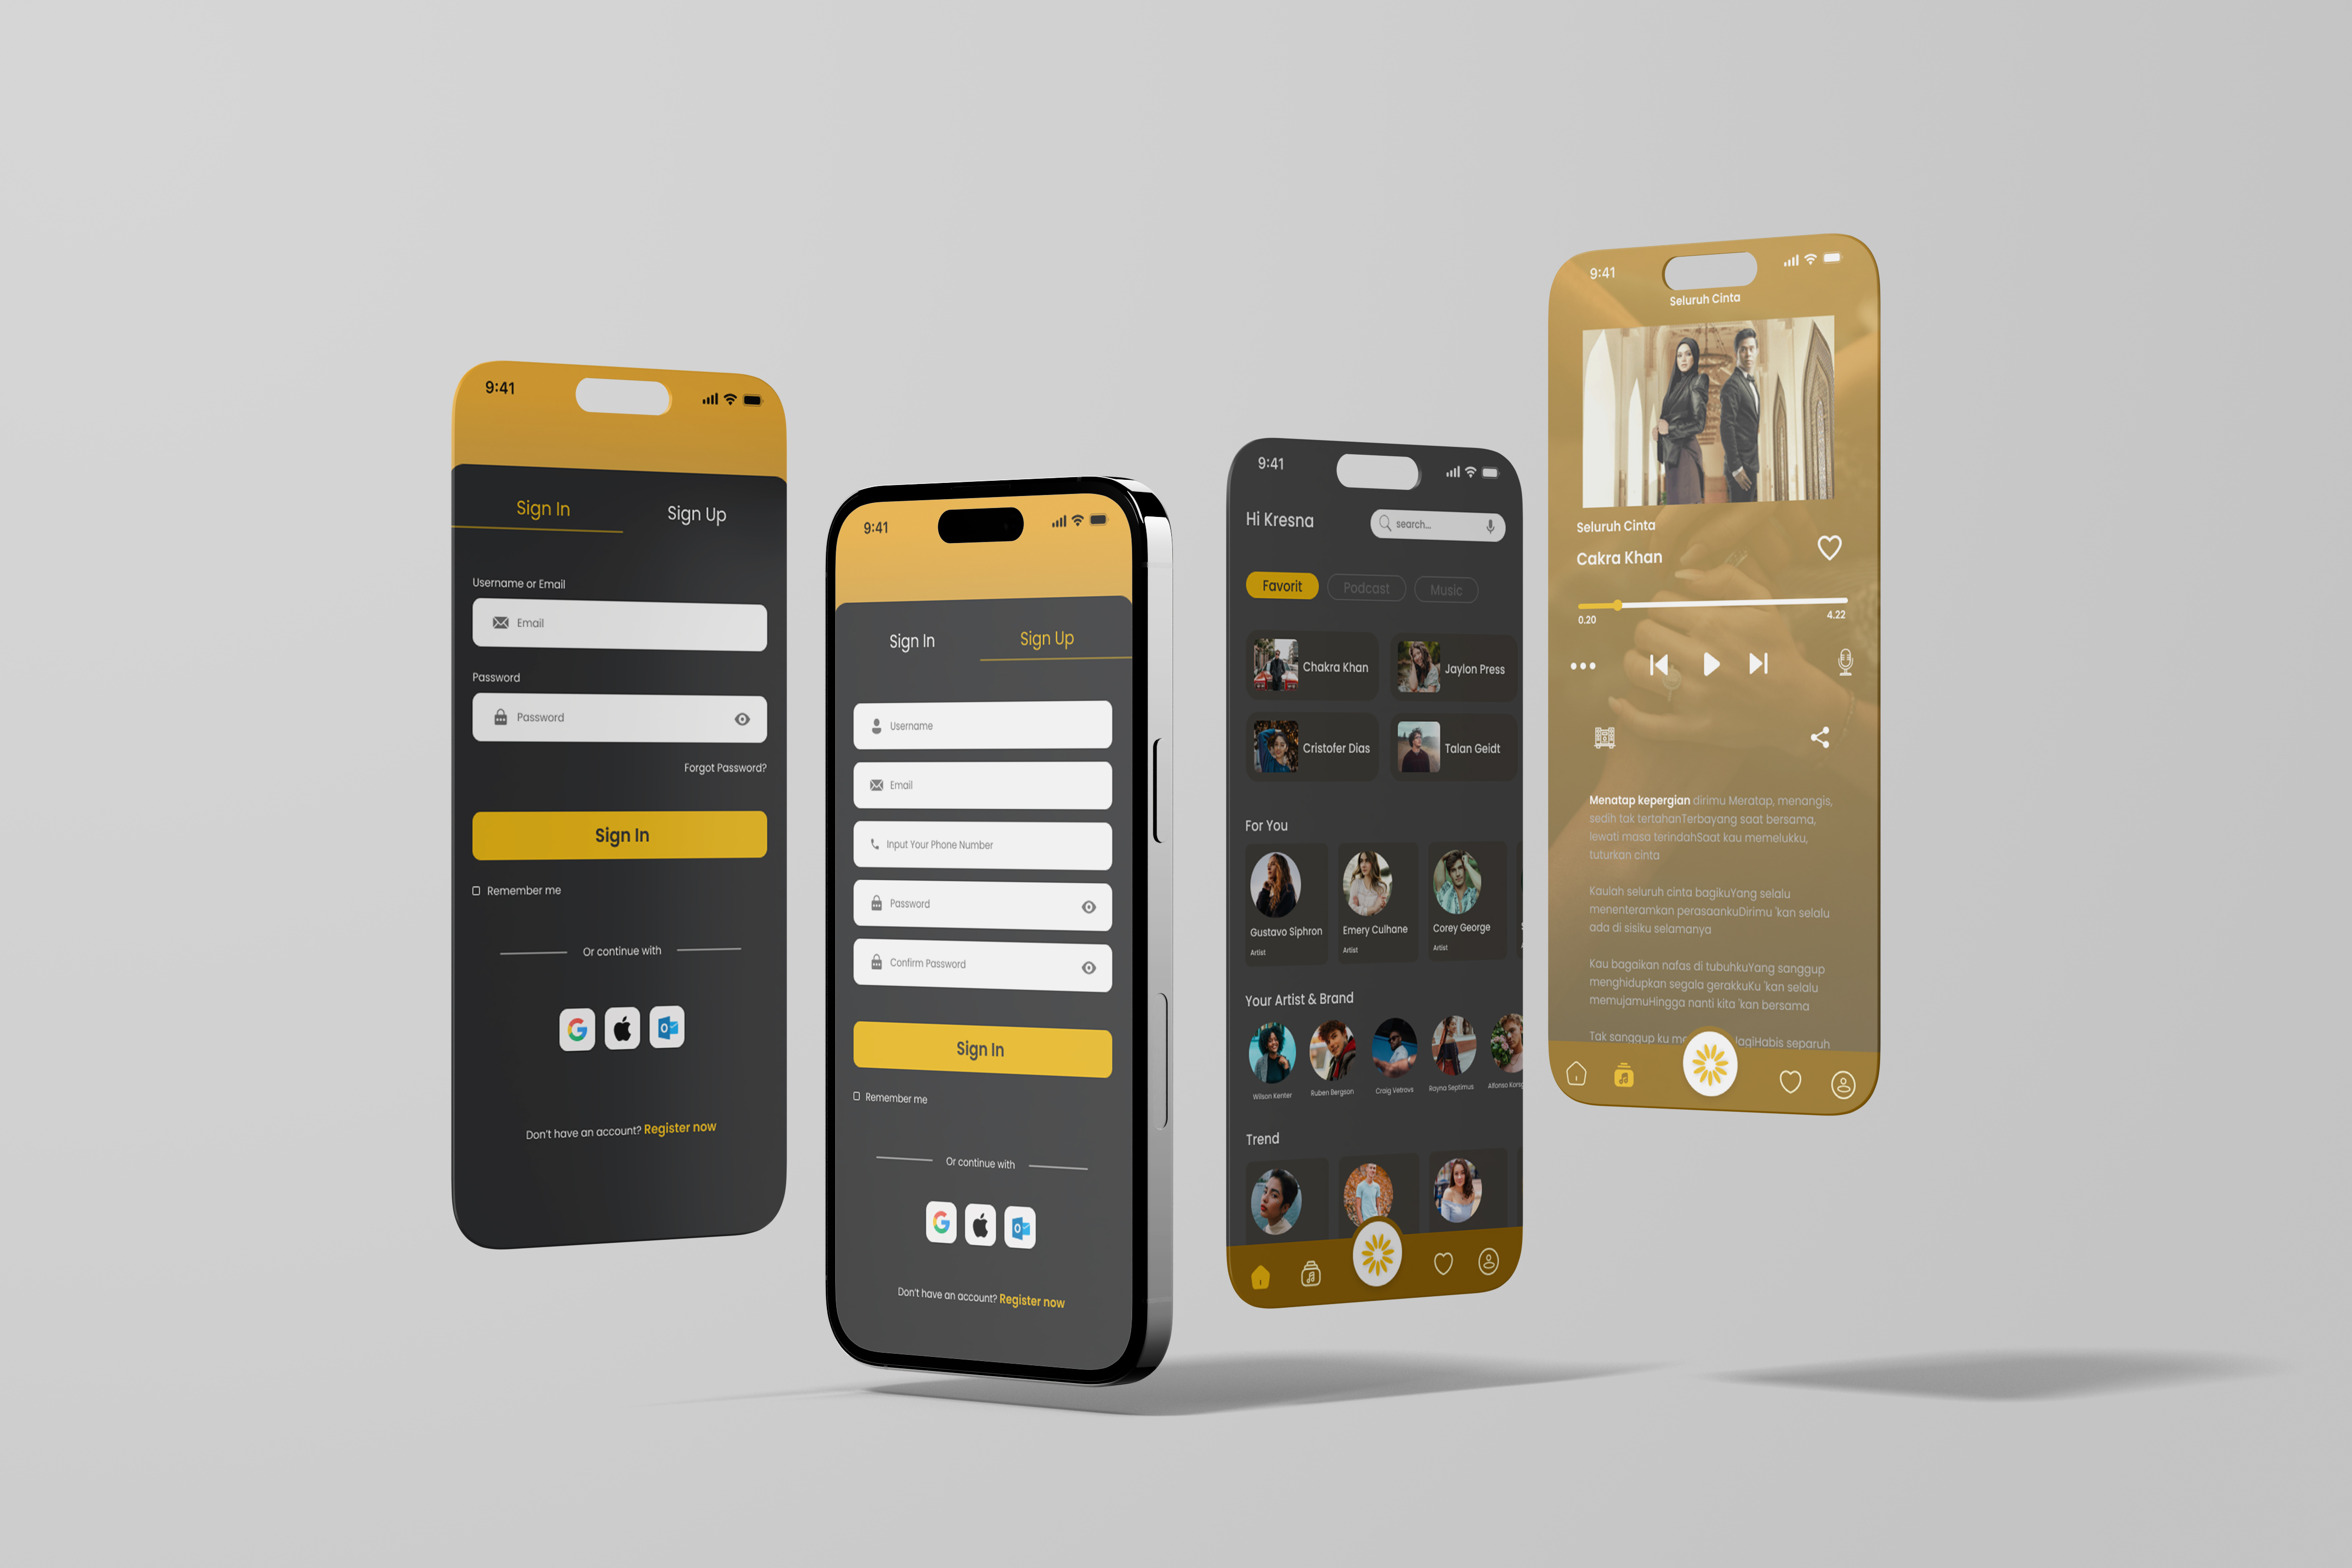 9:41
Sign In
Sign Up
Username or Email
Email
Password
Password
Forgot Password?
Sign In
Remember me
Or continue with
Don't have an account? Register now
9:41
Sign In
Sign Up
Username
Email
Input Your Phone Number
Password
Confirm Password
Sign In
Remember me
Or continue with
Don't have an account? Register now
9:41
Hi Kresna
search...
Favorit
Podcast
Music
Chakra Khan
Jaylon Press
Cristofer Dias
Talan Geidt
For You
Gustavo Siphron
Artist
Emery Culhane
Artist
Corey George
Artist
Your Artist & Brand
Wilson Kenter
Ruben Bergson
Craig Vetrovs
Rayna Septimus
Alfonso
Trend
9:41
Seluruh Cinta
Seluruh Cinta
Cakra Khan
0.20
4.22
Menatap kepergian dirimu Meratap, menangis,
sedih tak tertahanTerbayang saat bersama,
lewati masa terindahSaat kau memelukku,
tuturkan cinta
Kaulah seluruh cinta bagikuYang selalu
menenteramkan perasaankuDirimu 'kan selalu
ada di sisiku selamanya
Kau bagaikan nafas di tubuhkuYang sanggup
menghidupkan segala gerakkuKu 'kan selalu
memujamuHingga nanti kita 'kan bersama
Tak sanggup ku lagiHabis separuh